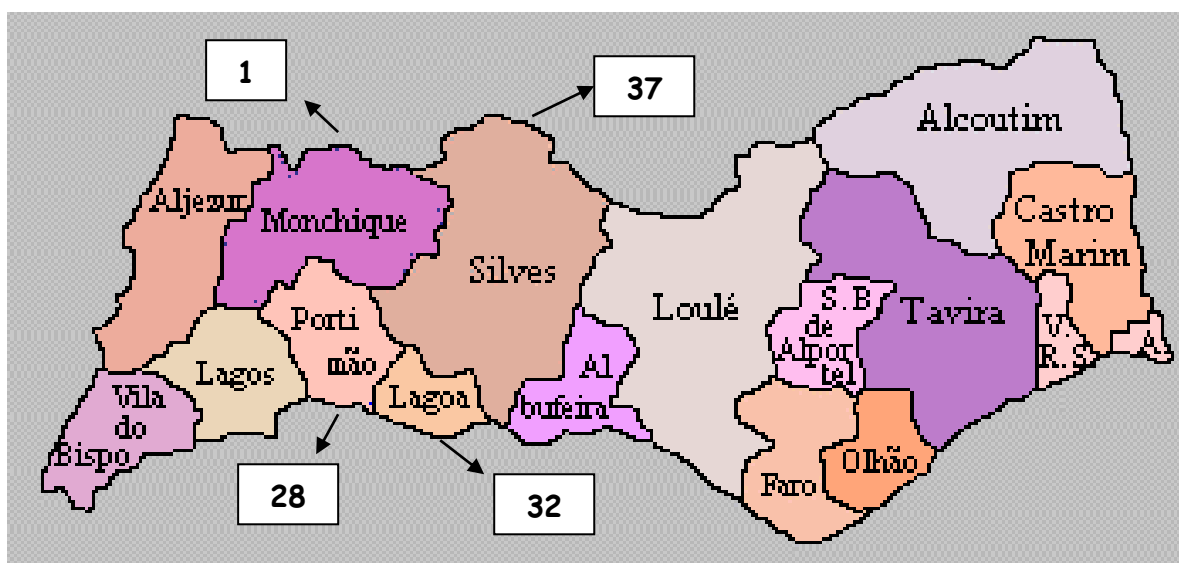 1
37
Alcoutim
Aljezur
Monchique
Castro
Marim
Silves
Loulé
S.B
de
Alpor
tel
Tavira
Porti
mão
V.
R.S.
A.
Lagos
Al
bufeira
Lagoa
Vila
do
Bispo
Olhão
Faro
28
32